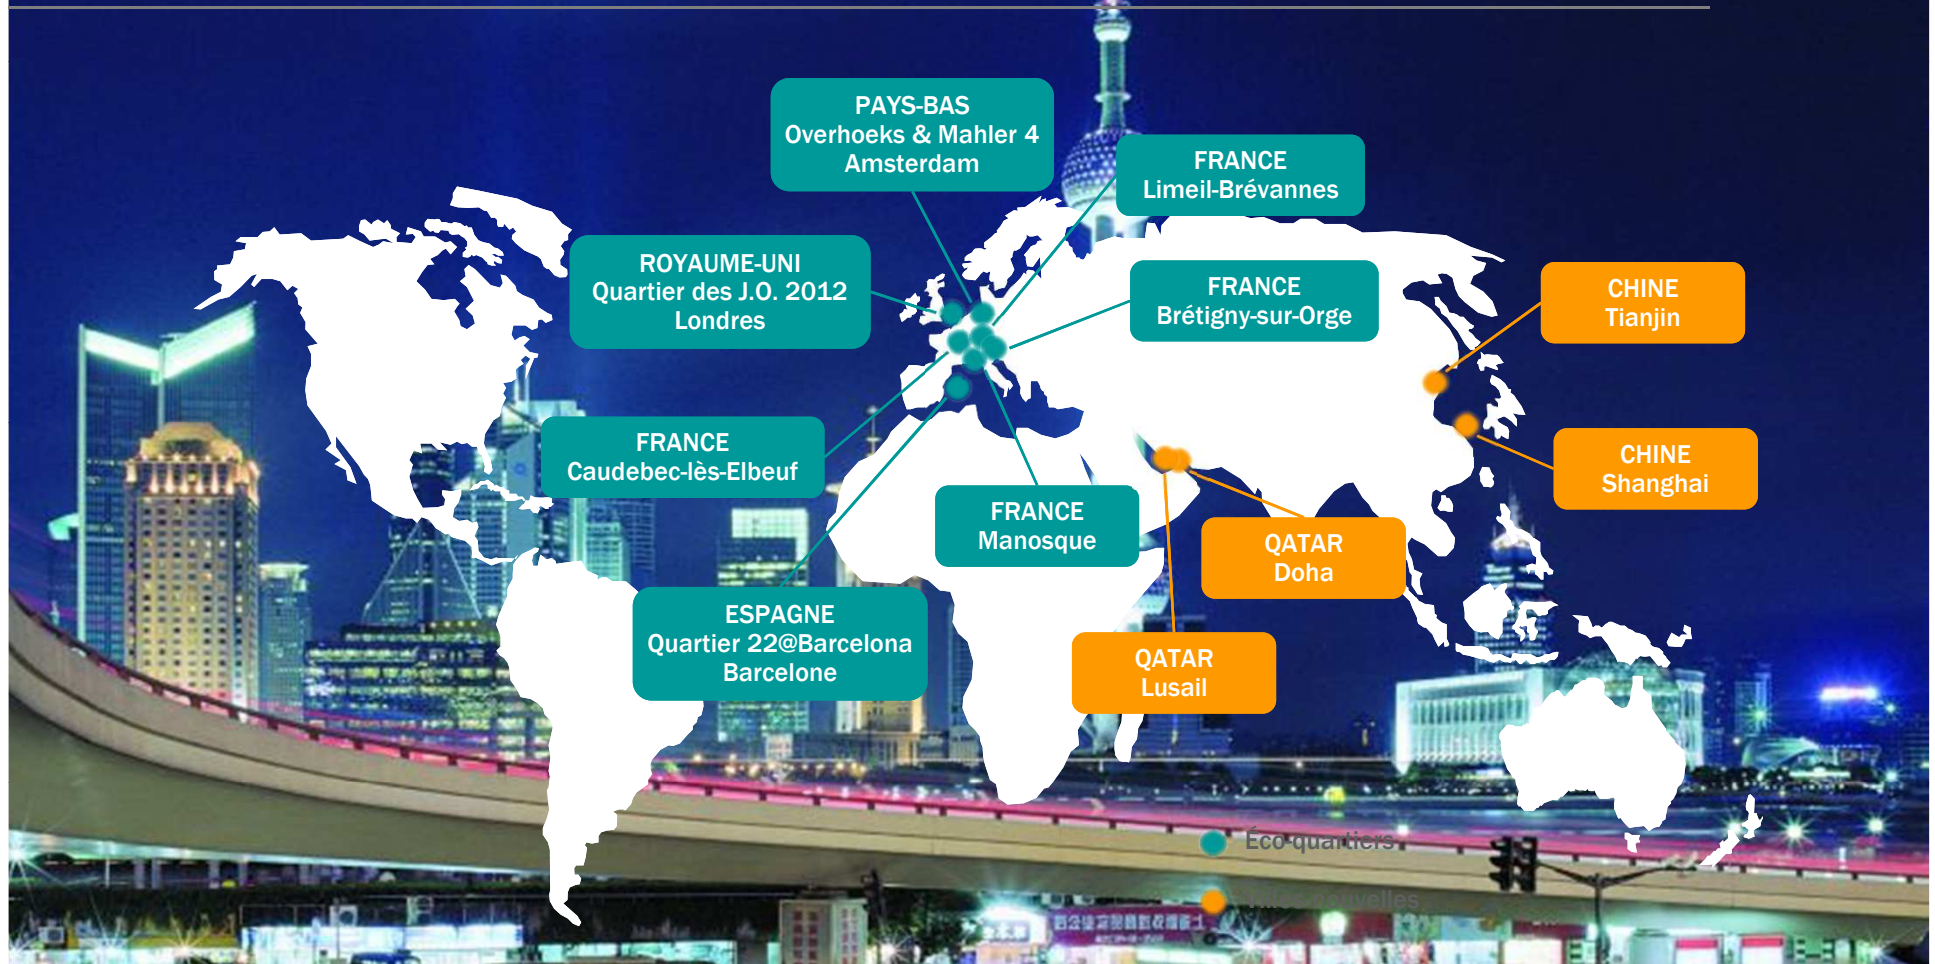 PAYS-BAS
Overhoeks & Mahler 4
Amsterdam
FRANCE
Limeil-Brévannes
ROYAUME-UNI
Quartier des J.O. 2012
Londres
FRANCE
Brétigny-sur-Orge
CHINE
Tianjin
FRANCE
Caudebec-lès-Elbeuf
CHINE
Shanghai
FRANCE
Manosque
QATAR
Doha
ESPAGNE
Quartier 22@Barcelona
Barcelone
QATAR
Lusail
Éco-quartiers
nouvelles